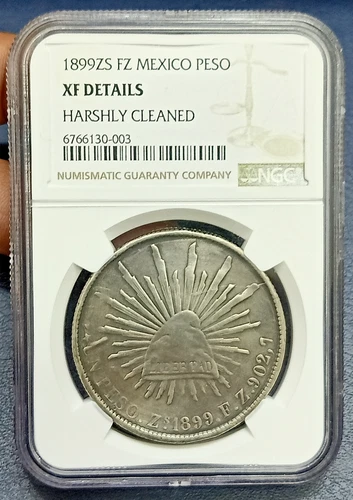 1899ZS FZ MEXICO PESO
XF DETAILS
HARSHLY CLEANED
6766130-003
NUMISMATIC GUARANTY COMPANY
NGC
LIBERTAD
UN PESO. Zˢ 1899. F. Z. 902.7